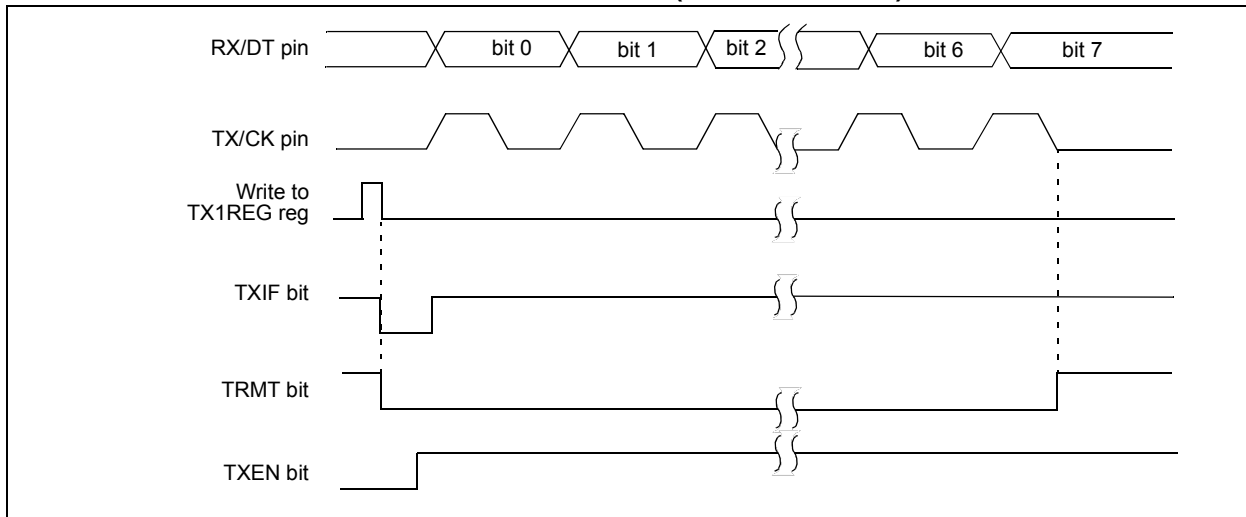 RX/DT pin
bit 0 bit 1 bit 2 bit 6 bit 7
TX/CK pin
Write to
TX1REG reg
TXIF bit
TRMT bit
TXEN bit